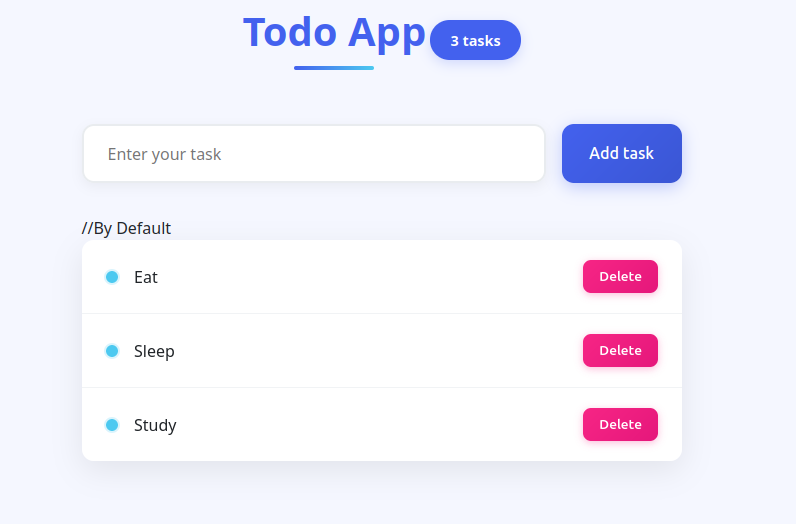 Todo App 3 tasks
Enter your task Add task
//By Default
Eat Delete
Sleep Delete
Study Delete